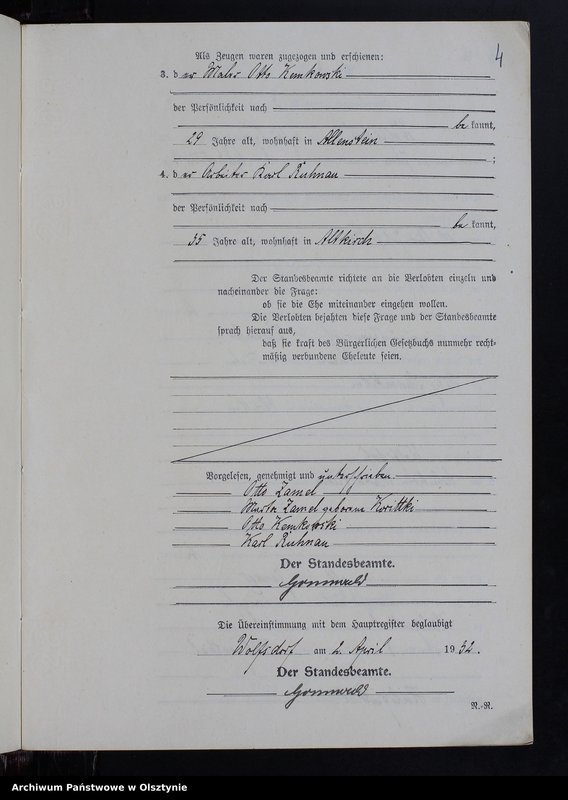 4
Als Zeugen waren zugezogen und erschienen:
3. der Maler Otto Kemkowski
der Persönlichkeit nach
bekannt,
29 Jahre alt, wohnhaft in Allenstein
;
4. der Arbeiter Karl Ruhnau
der Persönlichkeit nach
bekannt,
35 Jahre alt, wohnhaft in Altkirch
Der Standesbeamte richtete an die Verlobten einzeln und
nacheinander die Frage:
ob sie die Ehe miteinander eingehen wollen.
Die Verlobten bejahten diese Frage und der Standesbeamte
sprach hierauf aus,
daß sie kraft des Bürgerlichen Gesetzbuchs nunmehr recht-
mäßig verbundene Eheleute seien.
Vorgelesen, genehmigt und unterschrieben
Otto Zamel
Zamel geborene Korittki
Otto Kemkowski
Karl Ruhnau
Der Standesbeamte.
Die Übereinstimmung mit dem Hauptregister beglaubigt
Wolfsdorf am 2. April 1932.
Der Standesbeamte.
N.-R.
Archiwum Państwowe w Olsztynie